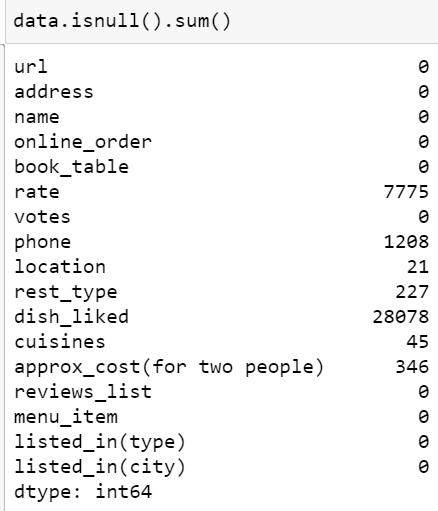 data.isnull().sum()
url 0
address 0
name 0
online_order 0
book_table 0
rate 7775
votes 0
phone 1208
location 21
rest_type 227
dish_liked 28078
cuisines 45
approx_cost(for two people) 346
reviews_list 0
menu_item 0
listed_in(type) 0
listed_in(city) 0
dtype: int64